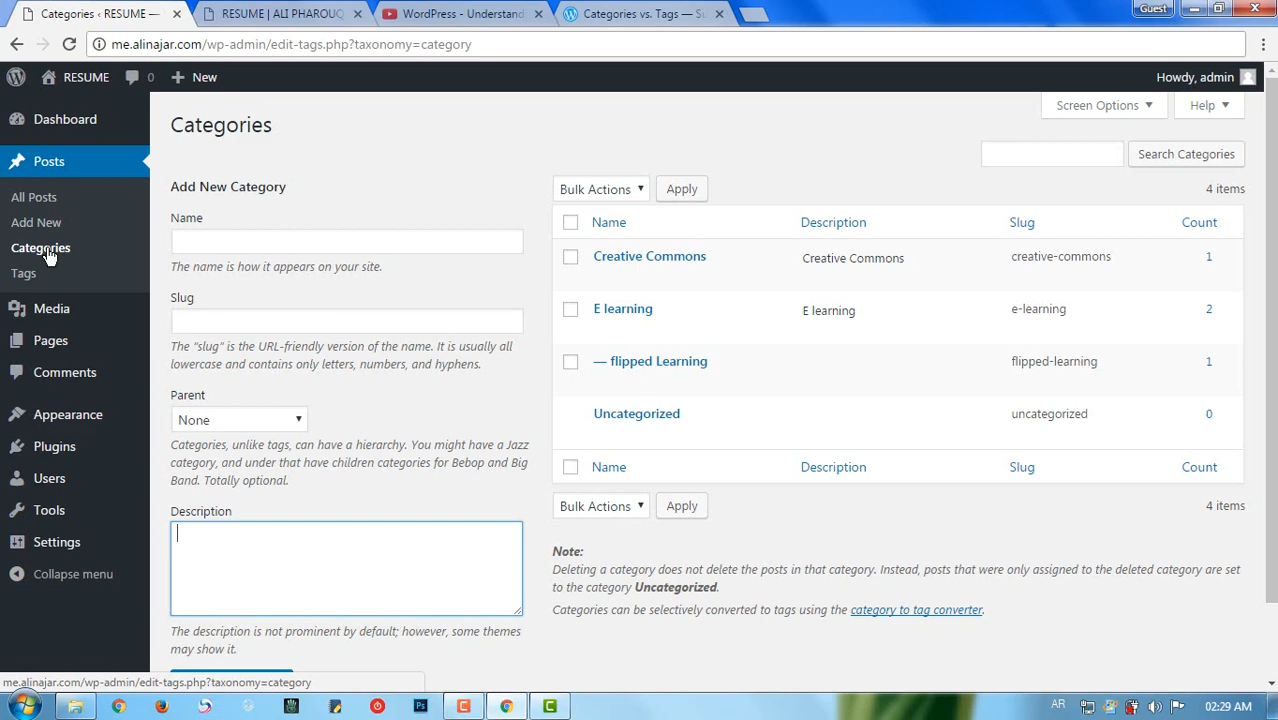 Categories ‹ RESUME —
RESUME | ALI PHAROUQ
WordPress - Understand
Categories vs. Tags — Su
Guest
me.alinajar.com/wp-admin/edit-tags.php?taxonomy=category
RESUME
0
New
Howdy, admin
Dashboard
Posts
All Posts
Add New
Categories
Tags
Media
Pages
Comments
Appearance
Plugins
Users
Tools
Settings
Collapse menu
Screen Options
Help
Categories
Search Categories
Add New Category
Name
The name is how it appears on your site.
Slug
The "slug" is the URL-friendly version of the name. It is usually all
lowercase and contains only letters, numbers, and hyphens.
Parent
None
Categories, unlike tags, can have a hierarchy. You might have a Jazz
category, and under that have children categories for Bebop and Big
Band. Totally optional.
Description
The description is not prominent by default; however, some themes
may show it.
Bulk Actions
Apply
4 items
Name Description Slug Count
Creative Commons Creative Commons creative-commons 1
E learning E learning e-learning 2
— flipped Learning flipped-learning 1
Uncategorized uncategorized 0
Name Description Slug Count
Bulk Actions
Apply
4 items
Note:
Deleting a category does not delete the posts in that category. Instead, posts that were only assigned to the deleted category are set
to the category Uncategorized.
Categories can be selectively converted to tags using the category to tag converter.
me.alinajar.com/wp-admin/edit-tags.php?taxonomy=category
Ps
AR
02:29 AM